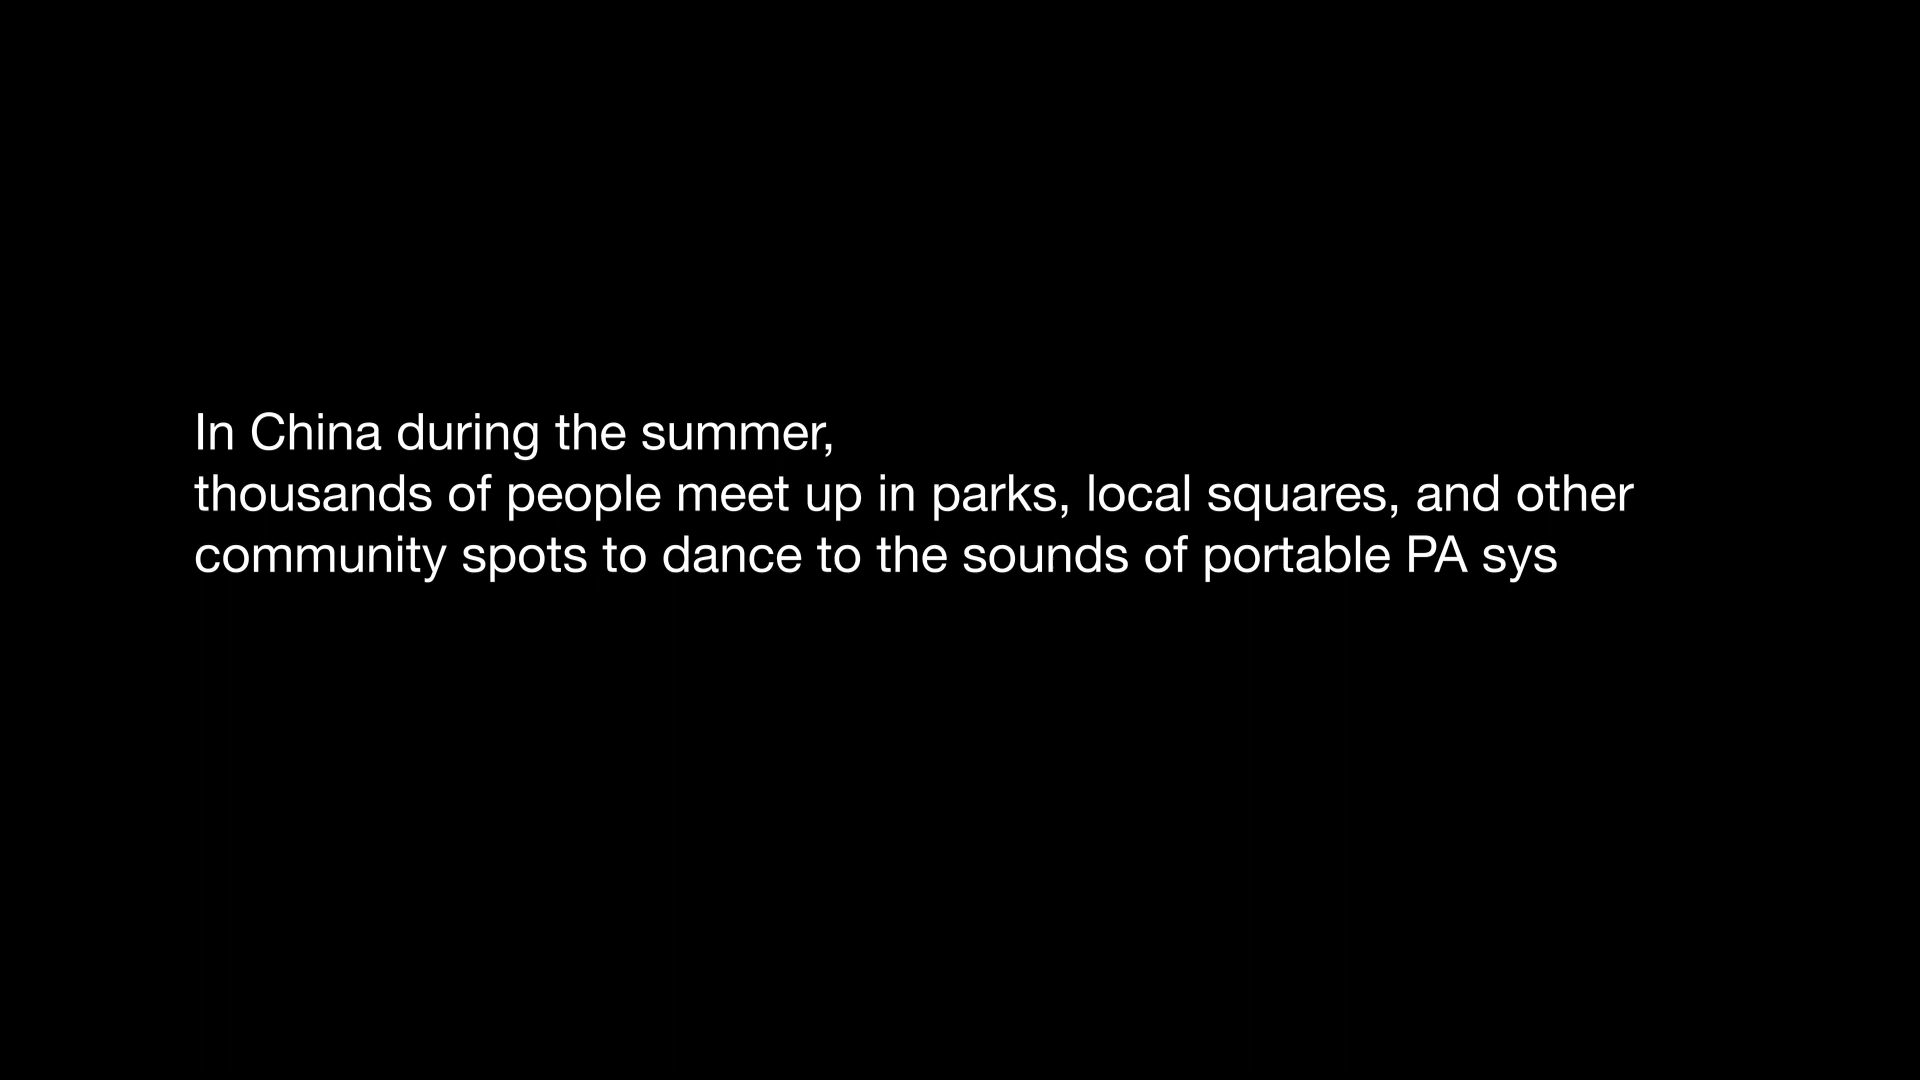 In China during the summer,
thousands of people meet up in parks, local squares, and other
community spots to dance to the sounds of portable PA sys